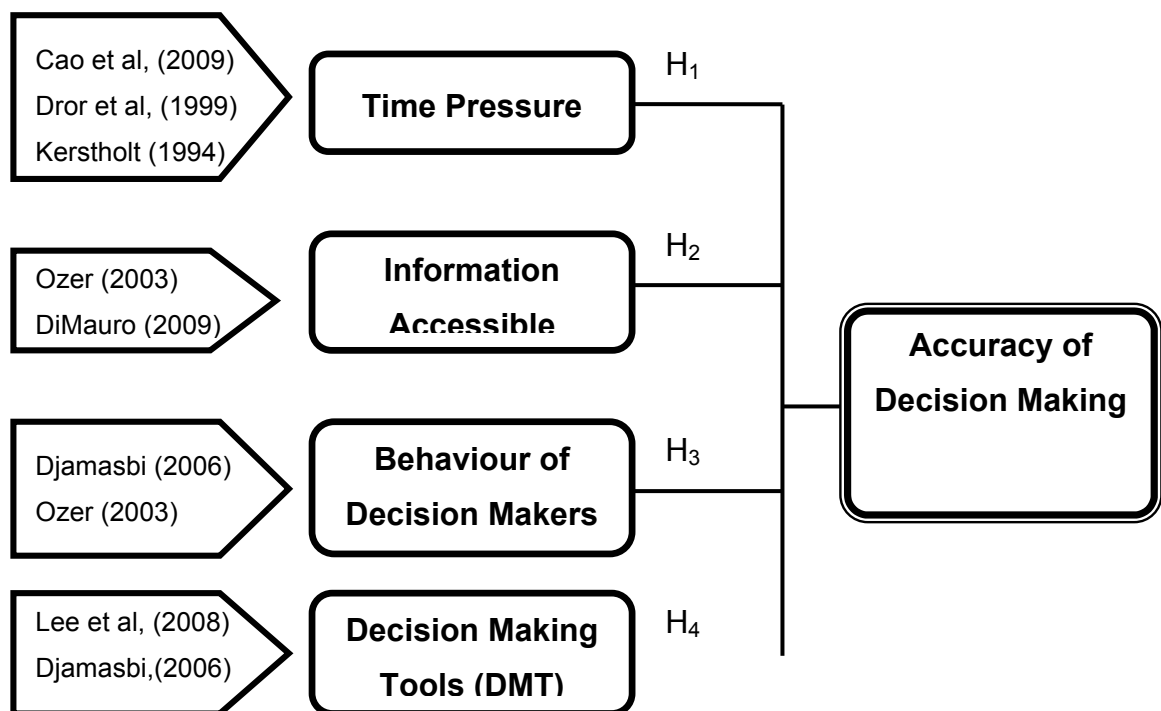 Cao et al, (2009)
Dror et al, (1999)
Kerstholt (1994)
Time Pressure
H₁
Ozer (2003)
DiMauro (2009)
Information
Accessible
H₂
Djamasbi (2006)
Ozer (2003)
Behaviour of
Decision Makers
H₃
Lee et al, (2008)
Djamasbi,(2006)
Decision Making
Tools (DMT)
H₄
Accuracy of
Decision Making